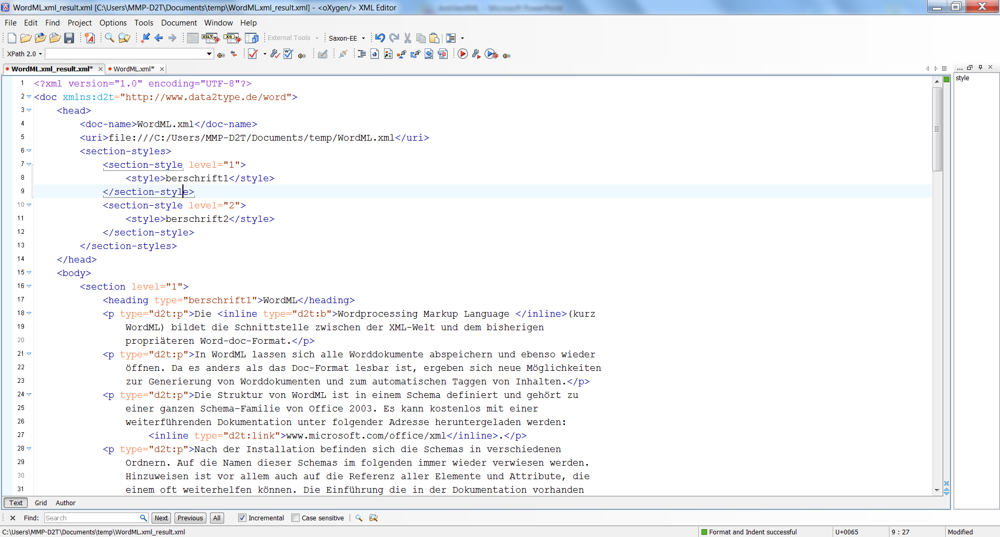 WordML.xml_result.xml [C:\Users\MMP-D2T\Documents\temp\WordML.xml_result.xml] - <oXygen/> XML Editor
File Edit Find Project Options Tools Document Window Help
External Tools Saxon-EE
XPath 2.0
WordML.xml_result.xml* WordML.xml*
style
1 <?xml version="1.0" encoding="UTF-8"?>
2 <doc xmlns:d2t="http://www.data2type.de/word">
3 <head>
4 <doc-name>WordML.xml</doc-name>
5 <uri>file:///C:/Users/MMP-D2T/Documents/temp/WordML.xml</uri>
6 <section-styles>
7 <section-style level="1">
8 <style>berschrift1</style>
9 </section-style>
10 <section-style level="2">
11 <style>berschrift2</style>
12 </section-style>
13 </section-styles>
14 </head>
15 <body>
16 <section level="1">
17 <heading type="berschrift1">WordML</heading>
18 <p type="d2t:p">Die <inline type="d2t:b">Wordprocessing Markup Language </inline>(kurz
19 WordML) bildet die Schnittstelle zwischen der XML-Welt und dem bisherigen
20 propriäteren Word-doc-Format.</p>
21 <p type="d2t:p">In WordML lassen sich alle Worddokumente abspeichern und ebenso wieder
22 öffnen. Da es anders als das Doc-Format lesbar ist, ergeben sich neue Möglichkeiten
23 zur Generierung von Worddokumenten und zum automatischen Taggen von Inhalten.</p>
24 <p type="d2t:p">Die Struktur von WordML ist in einem Schema definiert und gehört zu
25 einer ganzen Schema-Familie von Office 2003. Es kann kostenlos mit einer
26 weiterführenden Dokumentation unter folgender Adresse heruntergeladen werden:
27 <inline type="d2t:link">www.microsoft.com/office/xml</inline>.</p>
28 <p type="d2t:p">Nach der Installation befinden sich die Schemas in verschiedenen
29 Ordnern. Auf die Namen dieser Schemas im folgenden immer wieder verwiesen werden.
30 Hinzuweisen ist vor allem auch auf die Referenz aller Elemente und Attribute, die
31 einem oft weiterhelfen können. Die Einführung die in der Dokumentation vorhanden
Text Grid Author
Find: Search Next Previous All Incremental Case sensitive
C:\Users\MMP-D2T\Documents\temp\WordML.xml_result.xml Format and Indent successful U+0065 9 : 27 Modified